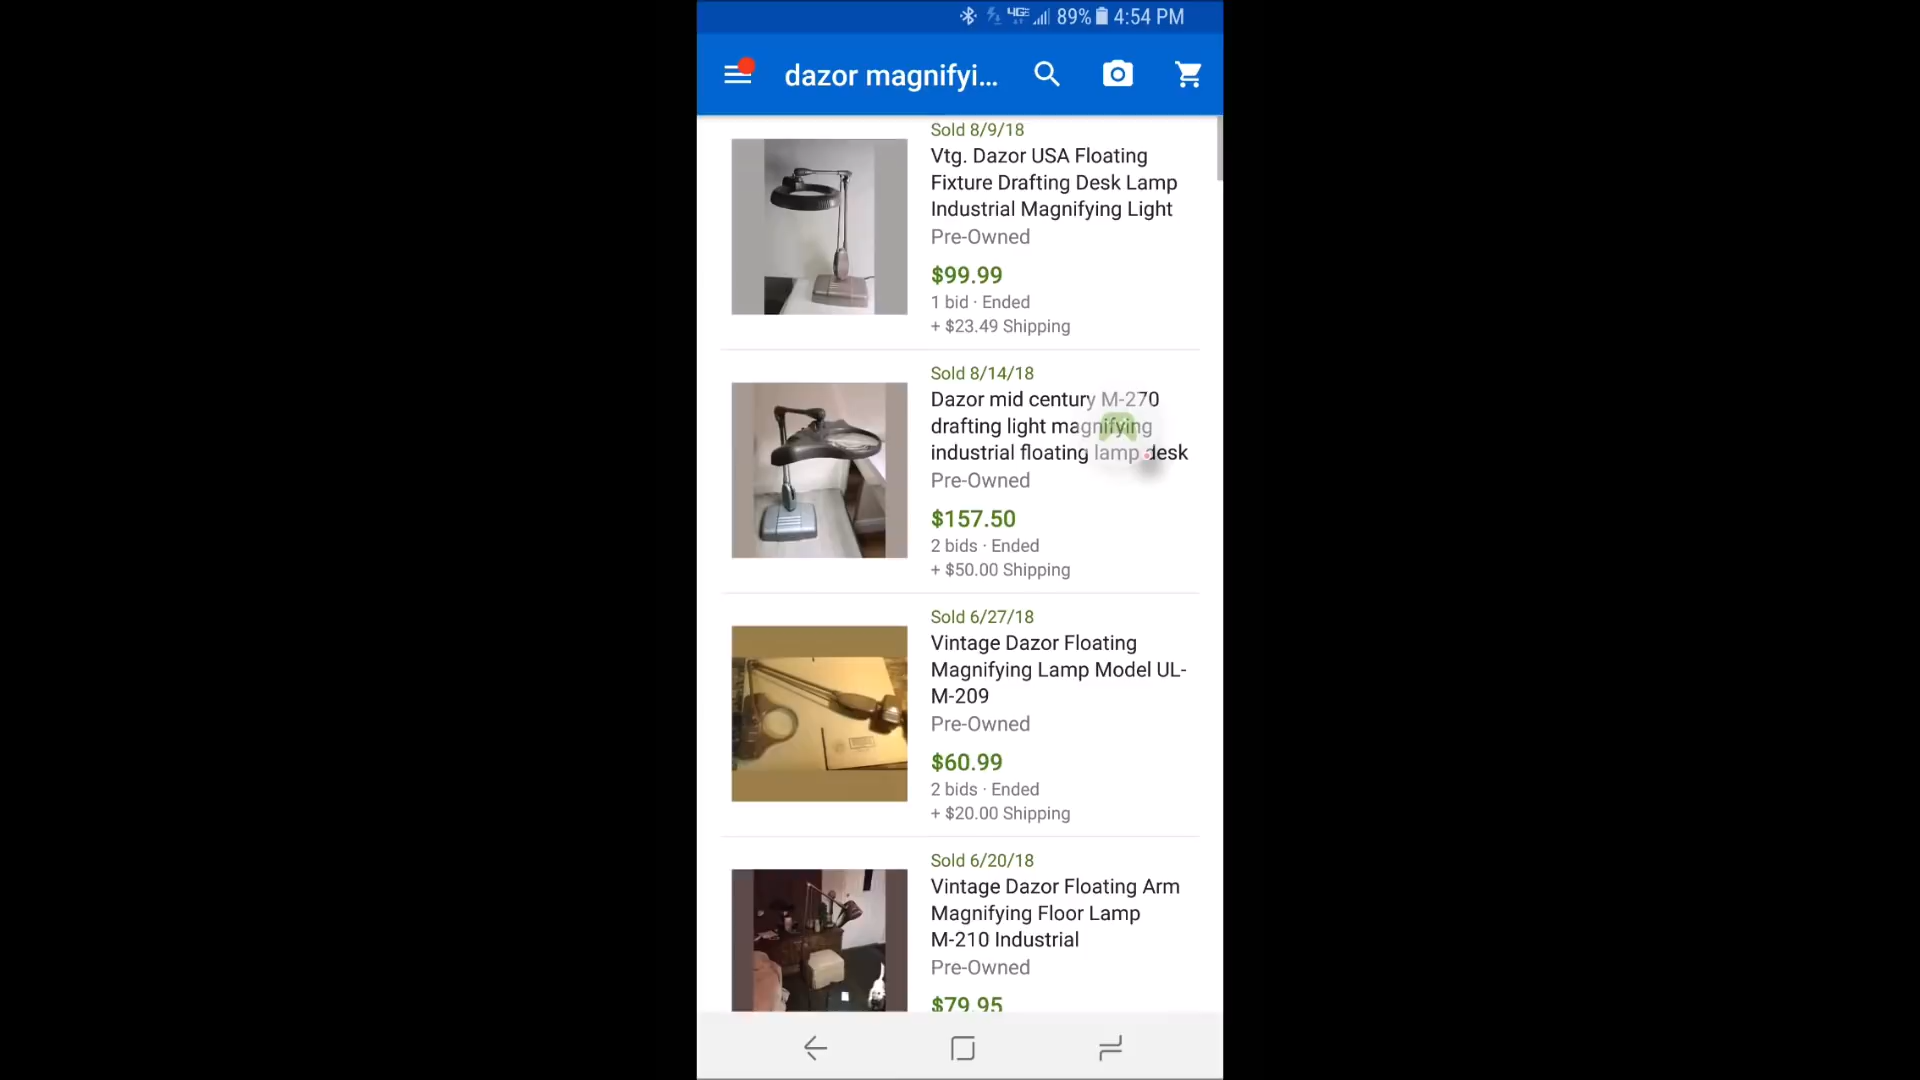 4GE 89% 4:54 PM
dazor magnifyi...
Sold 8/9/18
Vtg. Dazor USA Floating
Fixture Drafting Desk Lamp
Industrial Magnifying Light
Pre-Owned
$99.99
1 bid · Ended
+ $23.49 Shipping
Sold 8/14/18
Dazor mid century M-270
drafting light magnifying
industrial floating lamp desk
Pre-Owned
$157.50
2 bids · Ended
+ $50.00 Shipping
Sold 6/27/18
Vintage Dazor Floating
Magnifying Lamp Model UL-
M-209
Pre-Owned
$60.99
2 bids · Ended
+ $20.00 Shipping
Sold 6/20/18
Vintage Dazor Floating Arm
Magnifying Floor Lamp
M-210 Industrial
Pre-Owned
$79.95